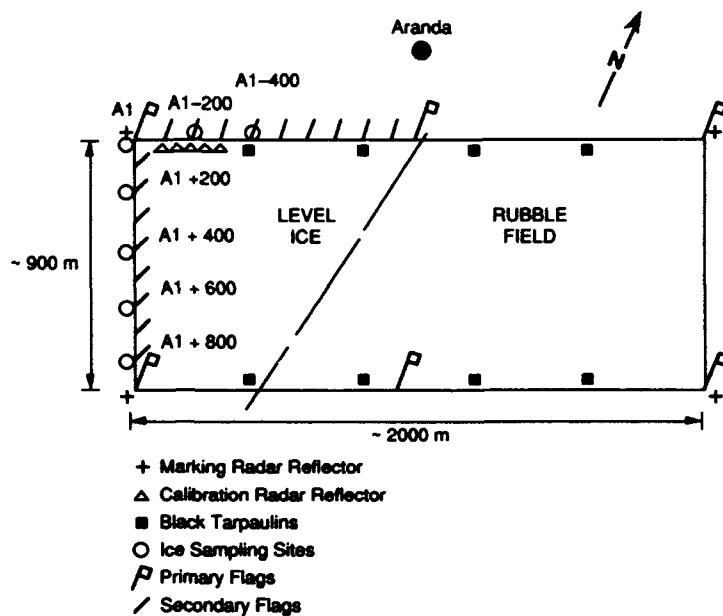 Aranda
N
A1-400
A1-200
A1
A1 +200
LEVEL
ICE
RUBBLE
FIELD
A1 + 400
~ 900 m
A1 + 600
A1 + 800
~ 2000 m
+ Marking Radar Reflector
△ Calibration Radar Reflector
■ Black Tarpaulins
○ Ice Sampling Sites
Primary Flags
/ Secondary Flags